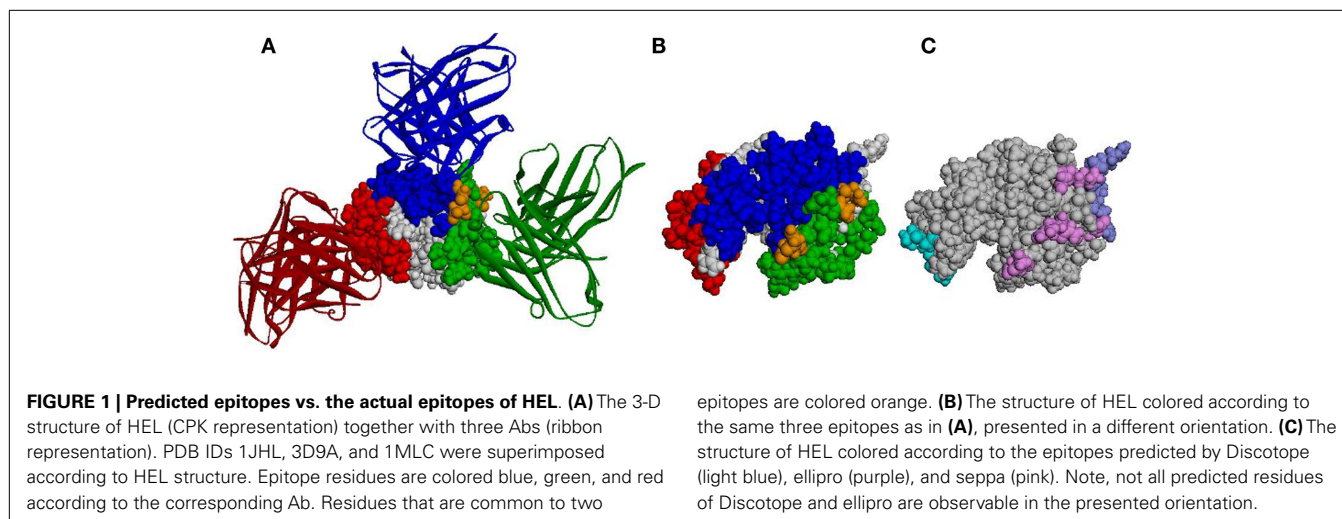 A
B
C
FIGURE 1 | Predicted epitopes vs. the actual epitopes of HEL. (A) The 3-D
structure of HEL (CPK representation) together with three Abs (ribbon
representation). PDB IDs 1JHL, 3D9A, and 1MLC were superimposed
according to HEL structure. Epitope residues are colored blue, green, and red
according to the corresponding Ab. Residues that are common to two
epitopes are colored orange. (B) The structure of HEL colored according to
the same three epitopes as in (A), presented in a different orientation. (C) The
structure of HEL colored according to the epitopes predicted by Discotope
(light blue), ellipro (purple), and seppa (pink). Note, not all predicted residues
of Discotope and ellipro are observable in the presented orientation.